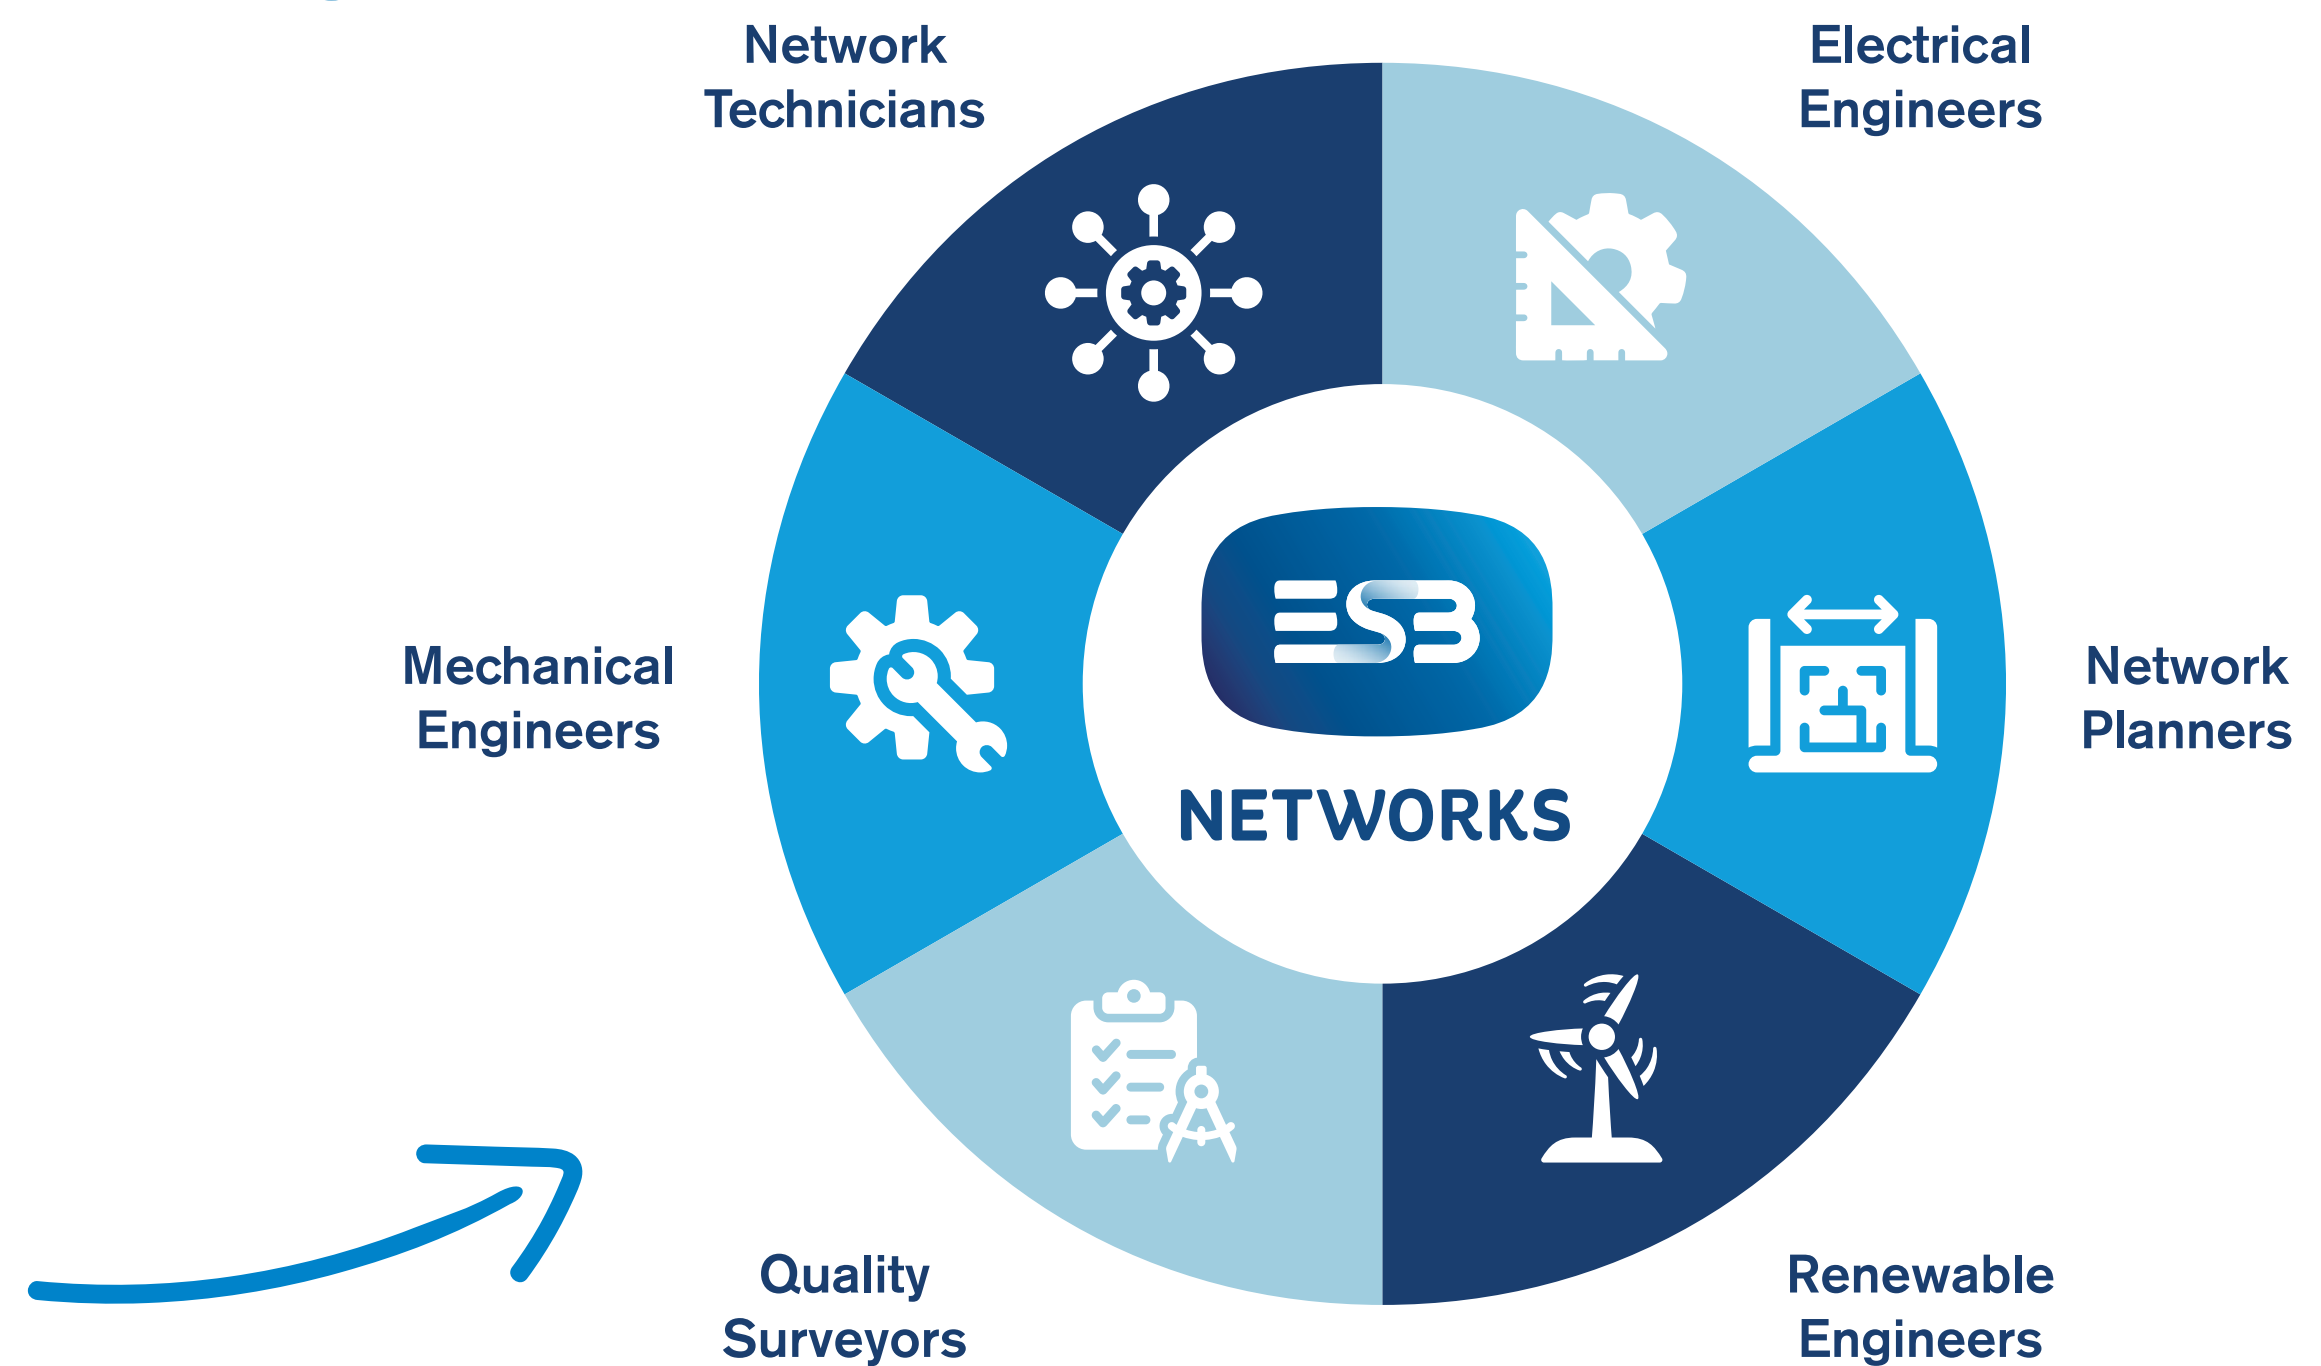 Network
Technicians
Electrical
Engineers
Mechanical
Engineers
ESB
NETWORKS
Network
Planners
Quality
Surveyors
Renewable
Engineers